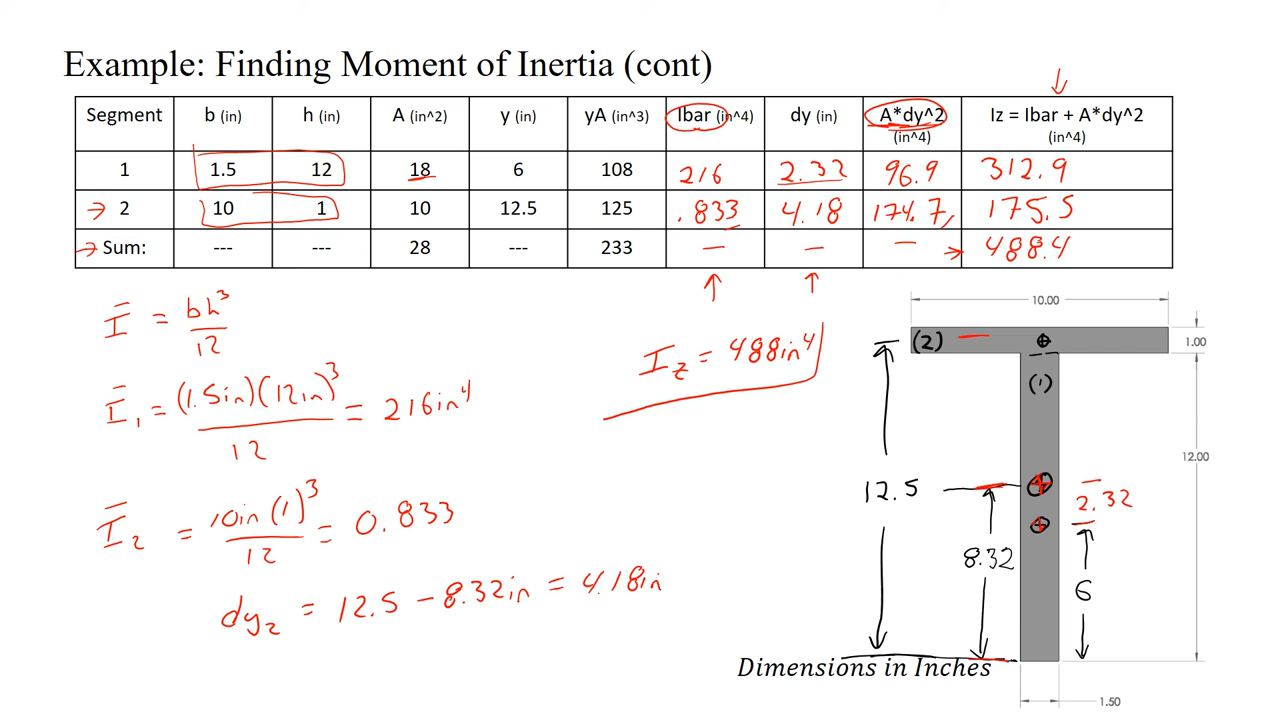 Example: Finding Moment of Inertia (cont)
Segment b (in) h (in) A (in^2) y (in) yA (in^3) Ibar (in^4) dy (in) A*dy^2 (in^4) Iz = Ibar + A*dy^2 (in^4)
1 1.5 12 18 6 108 216 2.32 96.9 312.9
→ 2 10 1 10 12.5 125 .833 4.18 174.7 175.5
→ Sum: --- --- 28 --- 233 — — — → 488.4
Ī = bh³/12
Ī₁ = (1.5in)(12in)³/12 = 216in⁴
Ī₂ = 10in(1)³/12 = 0.833
dy₂ = 12.5 – 8.32in = 4.18in
I_z = 488in⁴
10.00
(2)
1.00
(1)
12.00
12.5
2.32
8.32
6
Dimensions in Inches
1.50